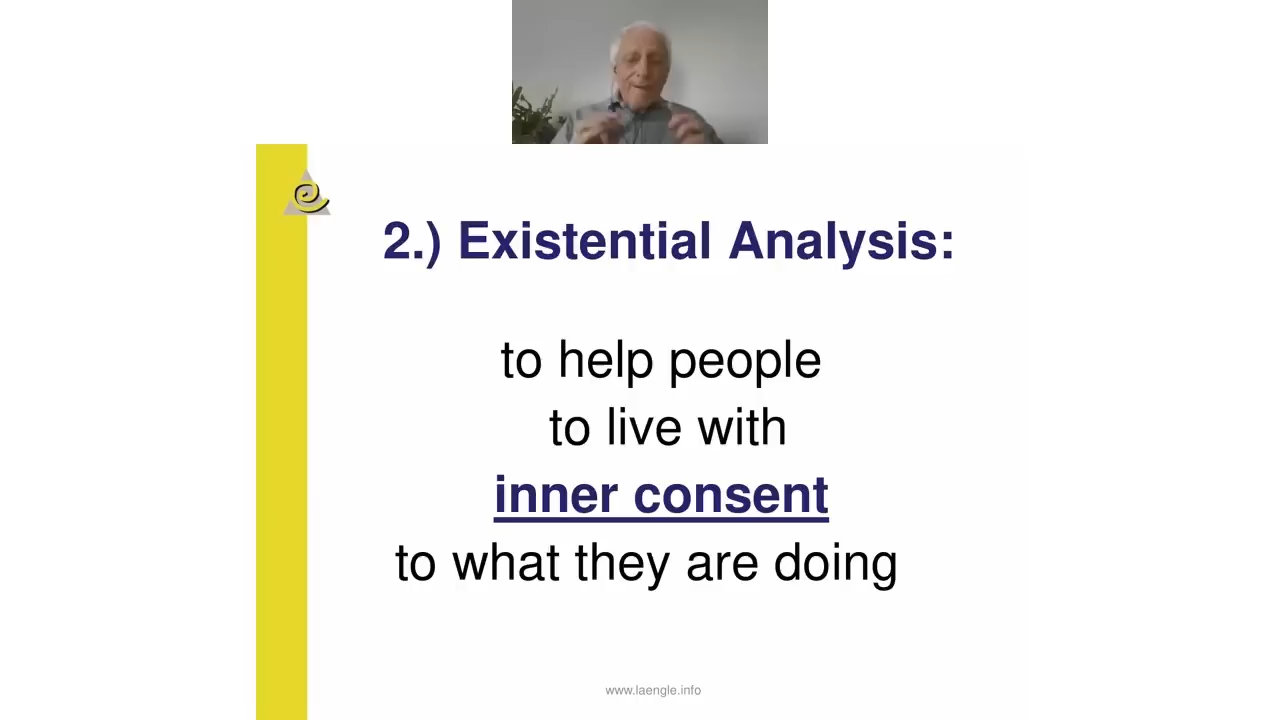 2.) Existential Analysis:
to help people
to live with
inner consent
to what they are doing
www.laengle.info